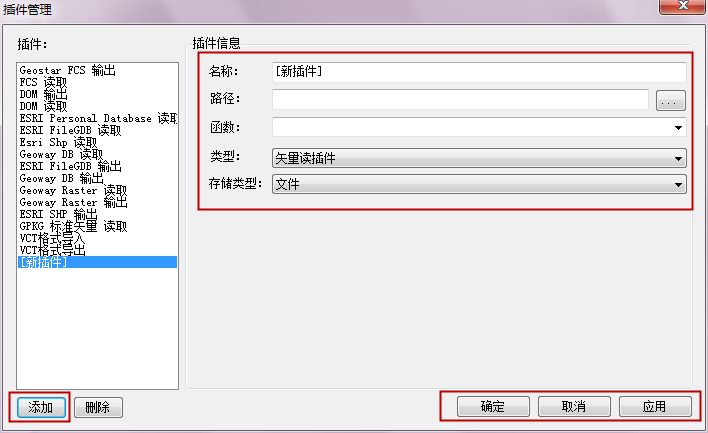 插件管理
插件:
Geostar FCS 输出
FCS 读取
DOM 输出
DOM 读取
ESRI Personal Database 读取
ESRI FileGDB 读取
Esri Shp 读取
Geoway DB 读取
ESRI FileGDB 输出
Geoway DB 输出
Geoway Raster 读取
Geoway Raster 输出
ESRI SHP 输出
GPKG 标准矢量 读取
VCT格式导入
VCT格式导出
[新插件]
添加
删除
插件信息
名称: [新插件]
路径: ...
函数:
类型: 矢量读插件
存储类型: 文件
确定
取消
应用